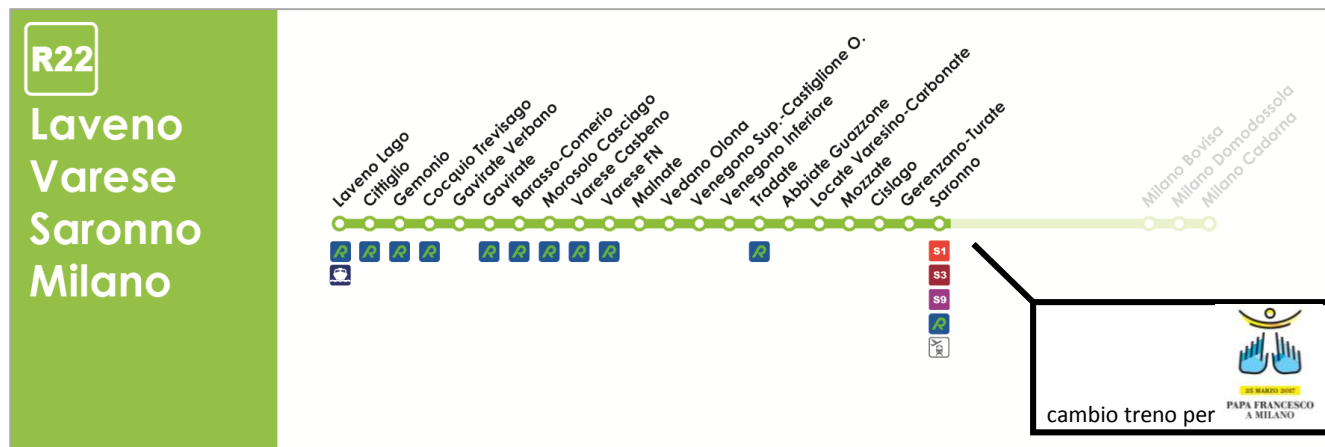 R22
Laveno
Varese
Saronno
Milano
Laveno Lago
Cittiglio
Gemonio
Cocquio Trevisago
Gavirate Verbano
Gavirate
Barasso-Comerio
Morosolo Casciago
Varese Casbeno
Varese FN
Malnate
Vedano Olona
Venegono Sup.-Castiglione O.
Venegono Inferiore
Tradate
Abbiate Guazzone
Locate Varesino-Carbonate
Mozzate
Cislago
Gerenzano-Turate
Saronno
Milano Bovisa
Milano Domodossola
Milano Cadorna
R
R
R
R
R
R
R
R
R
R
S1
S3
S9
R
cambio treno per
25 MARZO 2017
PAPA FRANCESCO
A MILANO